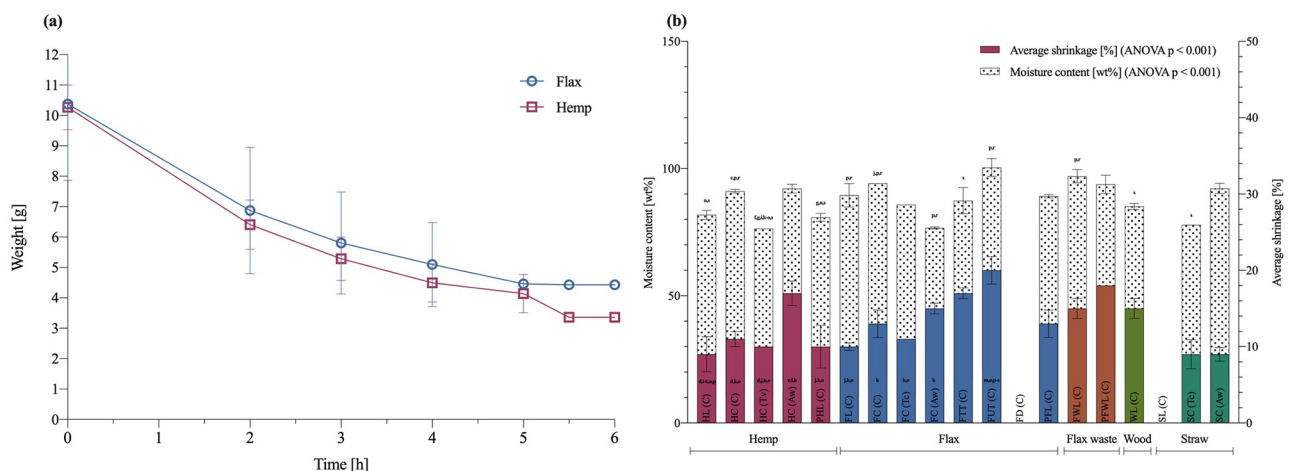 (a)
12
11
10
9
8
7
6
5
4
3
2
1
0
Weight [g]
0
1
2
3
4
5
6
Time [h]
Flax
Hemp
(b)
150
100
50
0
Moisture content [wt%]
Average shrinkage [%] (ANOVA p < 0.001)
Moisture content [wt%] (ANOVA p < 0.001)
50
40
30
20
10
0
Average shrinkage [%]
p,r
p,r
p,r
p,r
HL (C)
HC (C)
HC (Tv)
HC (Aw)
PHL (C)
FL (C)
FC (C)
FC (Tc)
FC (Aw)
FTT (C)
FUT (C)
FD (C)
PFL (C)
FWL (C)
PFWL (C)
WL (C)
SL (C)
SC (Tc)
SC (Aw)
Hemp
Flax
Flax waste
Wood
Straw